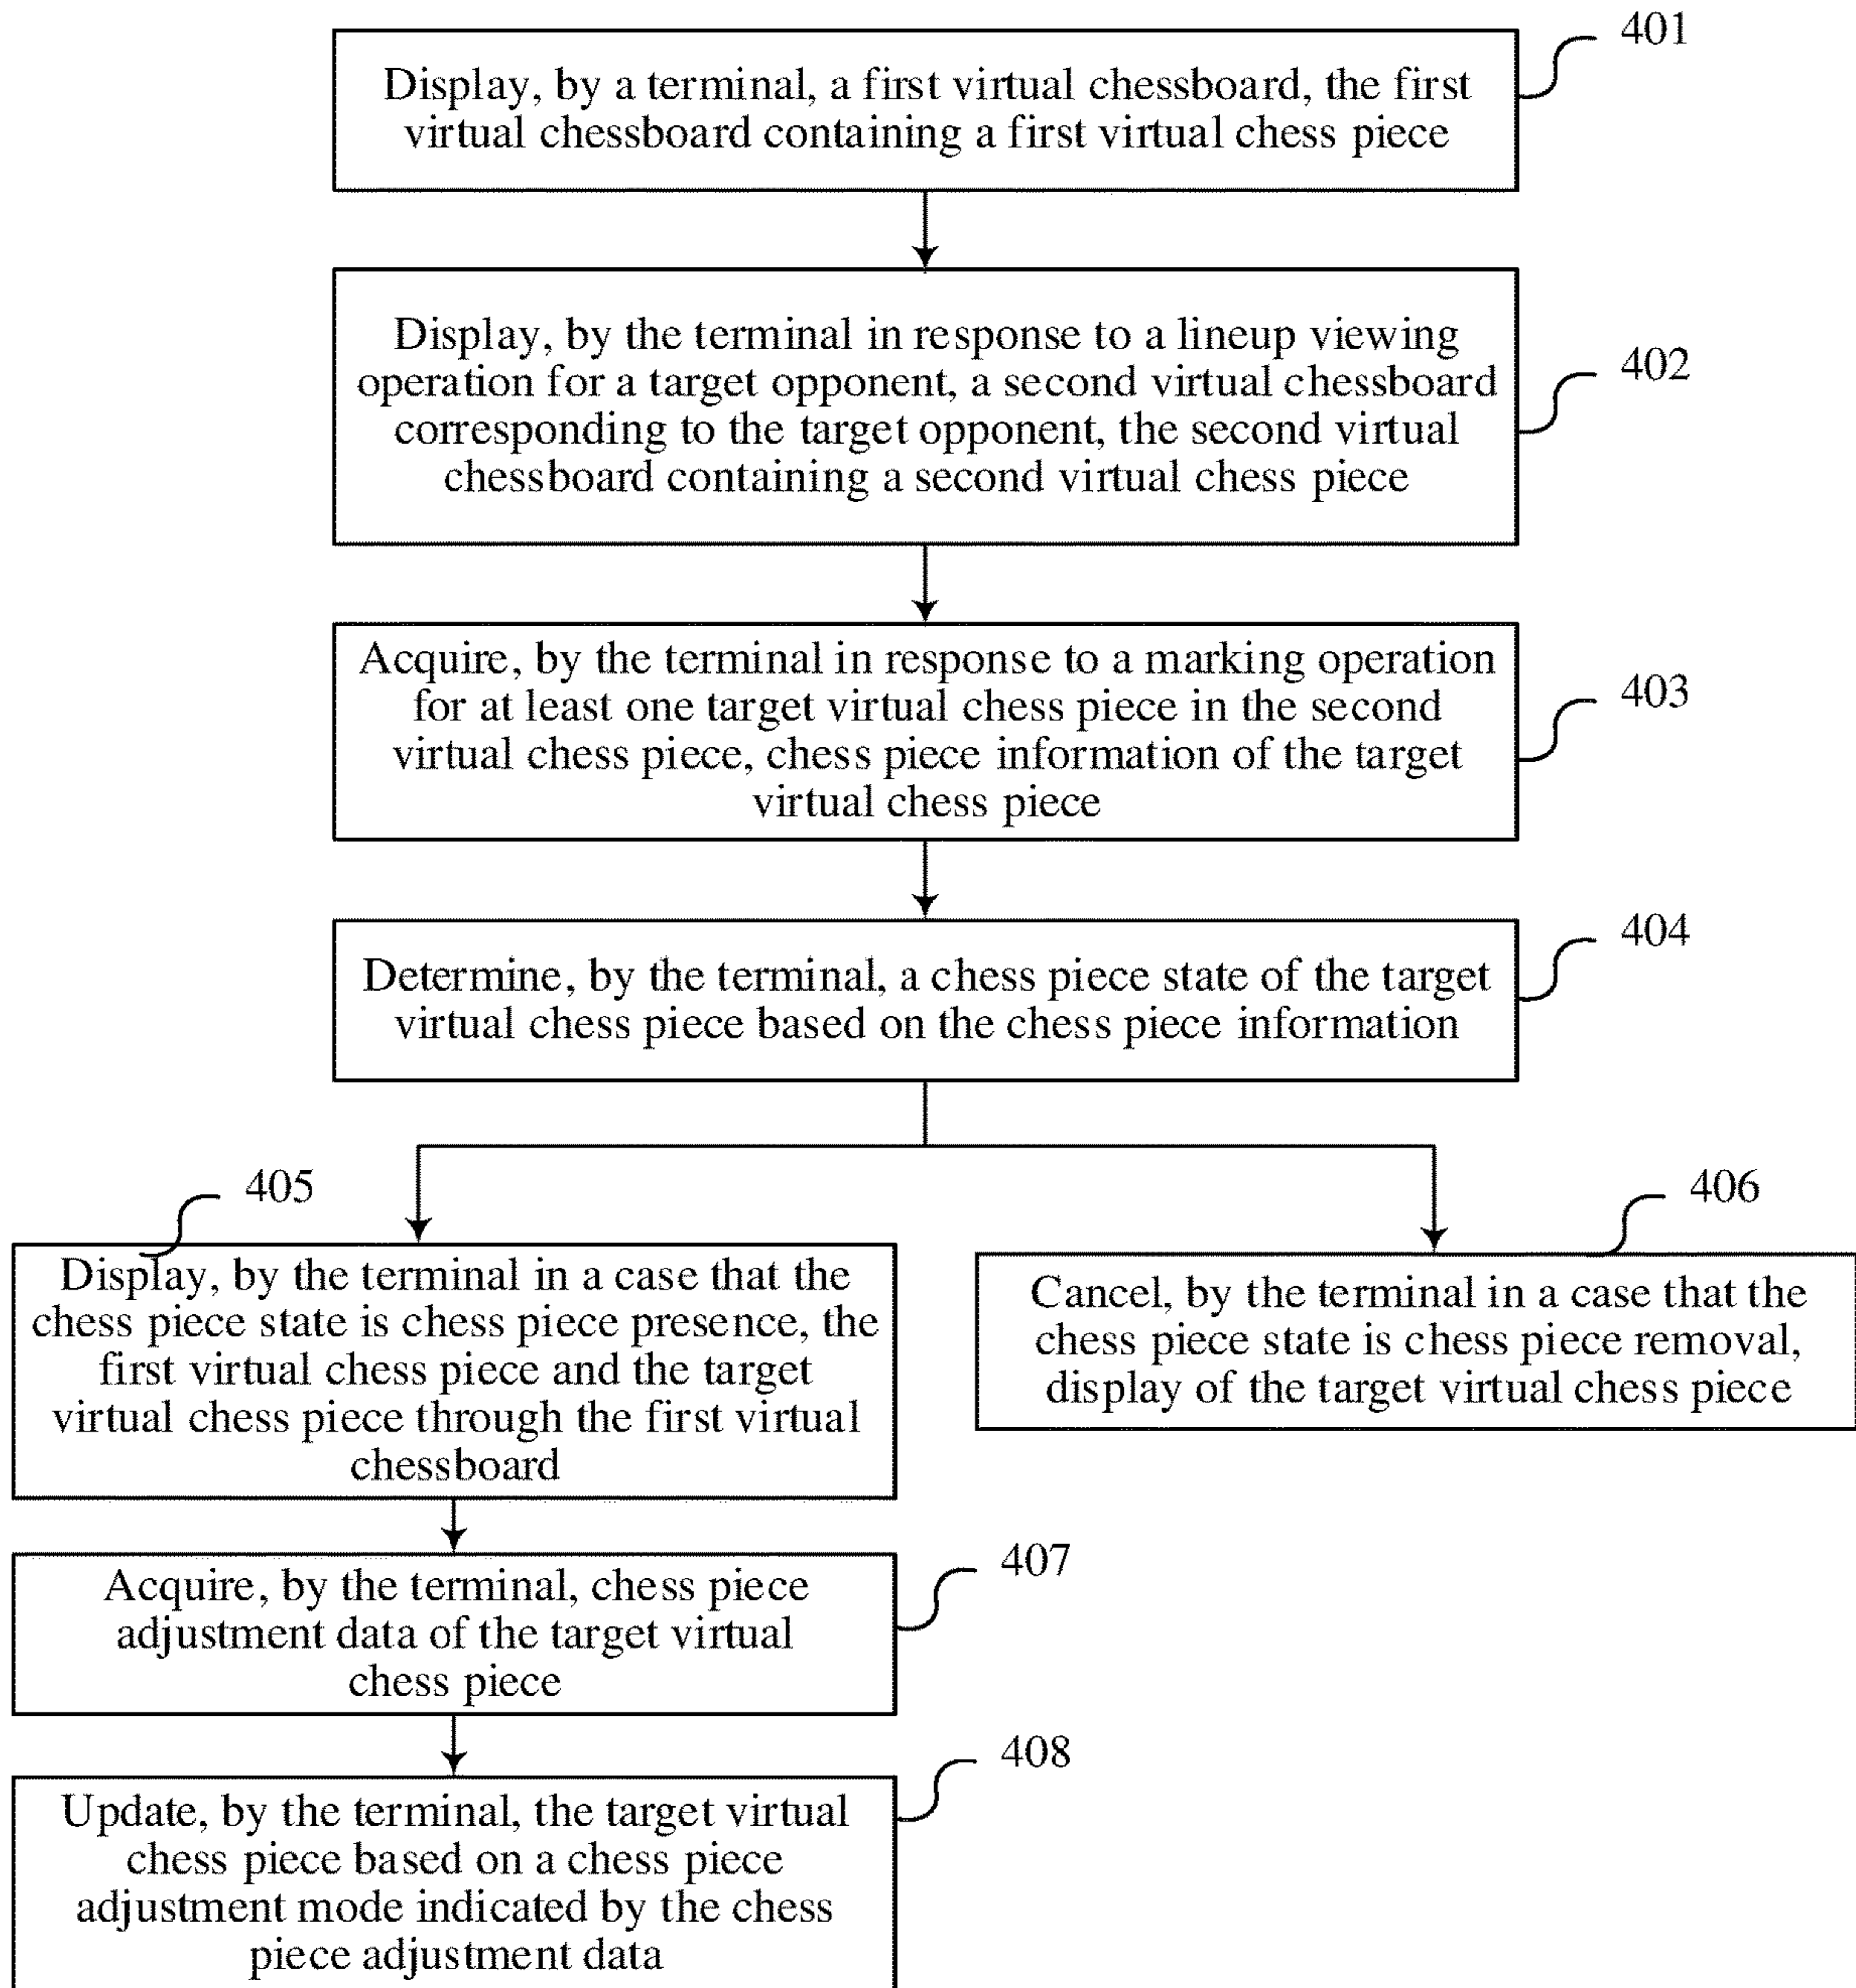 401
Display, by a terminal, a first virtual chessboard, the first
virtual chessboard containing a first virtual chess piece
402
Display, by the terminal in response to a lineup viewing
operation for a target opponent, a second virtual chessboard
corresponding to the target opponent, the second virtual
chessboard containing a second virtual chess piece
403
Acquire, by the terminal in response to a marking operation
for at least one target virtual chess piece in the second
virtual chess piece, chess piece information of the target
virtual chess piece
404
Determine, by the terminal, a chess piece state of the target
virtual chess piece based on the chess piece information
405
Display, by the terminal in a case that the
chess piece state is chess piece presence, the
first virtual chess piece and the target
virtual chess piece through the first virtual
chessboard
406
Cancel, by the terminal in a case that the
chess piece state is chess piece removal,
display of the target virtual chess piece
407
Acquire, by the terminal, chess piece
adjustment data of the target virtual
chess piece
408
Update, by the terminal, the target virtual
chess piece based on a chess piece
adjustment mode indicated by the chess
piece adjustment data